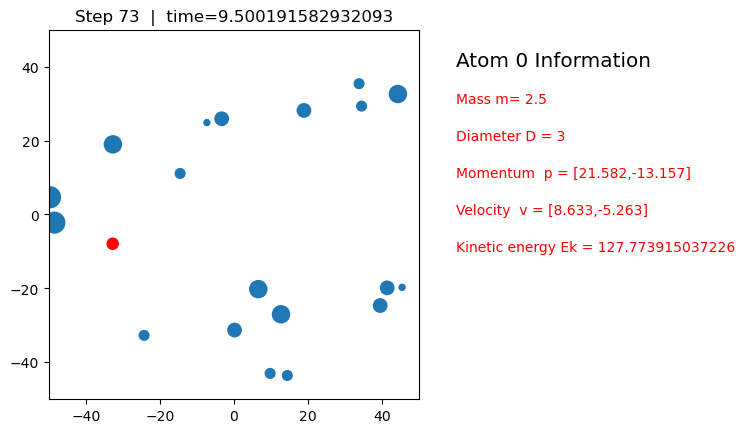 Step 73 | time=9.500191582932093
Atom 0 Information
Mass m= 2.5
Diameter D = 3
Momentum p = [21.582,-13.157]
Velocity v = [8.633,-5.263]
Kinetic energy Ek = 127.773915037226
40
20
0
−20
−40
−40 −20 0 20 40